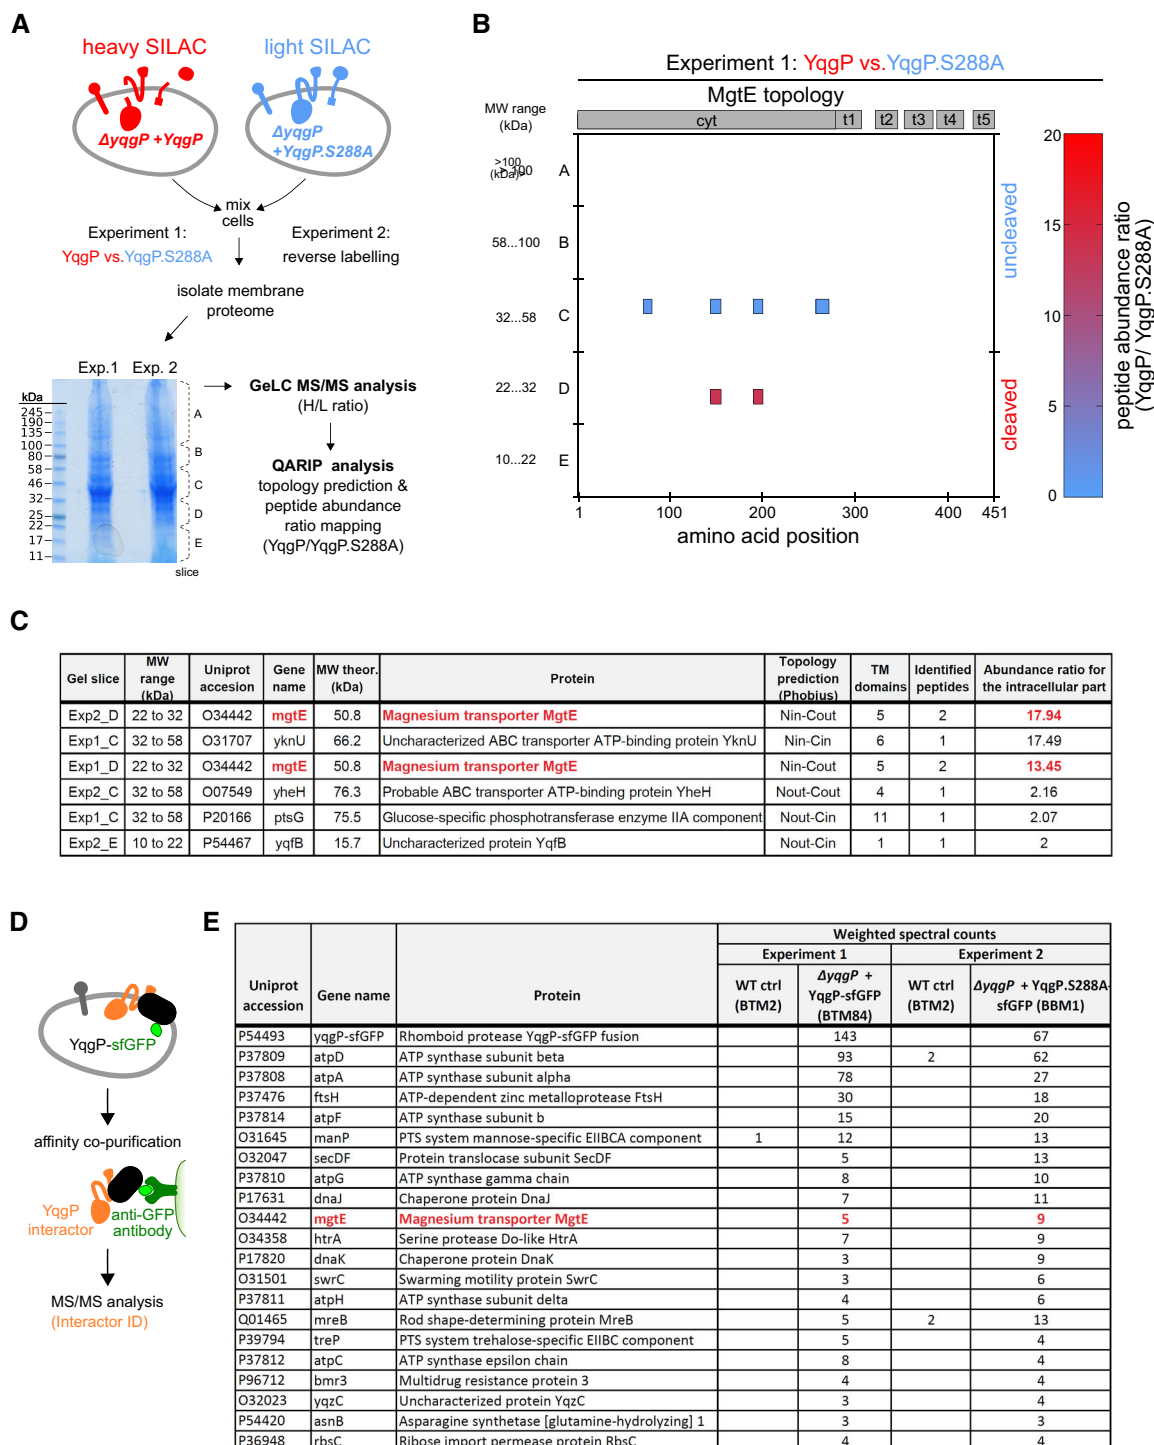 A
heavy SILAC
light SILAC
ΔyqgP +YqgP
ΔyqgP
+YqgP.S288A
mix
cells
Experiment 1:
YqgP vs.YqgP.S288A
Experiment 2:
reverse labelling
isolate membrane
proteome
Exp.1 Exp. 2
kDa
245
190
135
100
80
58
46
32
25
22
17
11
A
B
C
D
E
slice
GeLC MS/MS analysis
(H/L ratio)
QARIP analysis
topology prediction &
peptide abundance
ratio mapping
(YqgP/YqgP.S288A)
B
Experiment 1: YqgP vs.YqgP.S288A
MgtE topology
MW range
(kDa)
cyt t1 t2 t3 t4 t5
>100 A
58...100 B
32...58 C
22...32 D
10...22 E
1 100 200 300 400 451
amino acid position
uncleaved
cleaved
20
15
10
5
0
peptide abundance ratio
(YqgP/ YqgP.S288A)
C
Gel slice | MW range (kDa) | Uniprot accesion | Gene name | MW theor. (kDa) | Protein | Topology prediction (Phobius) | TM domains | Identified peptides | Abundance ratio for the intracellular part
Exp2_D | 22 to 32 | O34442 | mgtE | 50.8 | Magnesium transporter MgtE | Nin-Cout | 5 | 2 | 17.94
Exp1_C | 32 to 58 | O31707 | yknU | 66.2 | Uncharacterized ABC transporter ATP-binding protein YknU | Nin-Cin | 6 | 1 | 17.49
Exp1_D | 22 to 32 | O34442 | mgtE | 50.8 | Magnesium transporter MgtE | Nin-Cout | 5 | 2 | 13.45
Exp2_C | 32 to 58 | O07549 | yheH | 76.3 | Probable ABC transporter ATP-binding protein YheH | Nout-Cout | 4 | 1 | 2.16
Exp1_C | 32 to 58 | P20166 | ptsG | 75.5 | Glucose-specific phosphotransferase enzyme IIA component | Nout-Cin | 11 | 1 | 2.07
Exp2_E | 10 to 22 | P54467 | yqfB | 15.7 | Uncharacterized protein YqfB | Nout-Cin | 1 | 1 | 2
D
YqgP-sfGFP
affinity co-purification
YqgP
interactor
anti-GFP
antibody
MS/MS analysis
(Interactor ID)
E
Weighted spectral counts
Experiment 1 | Experiment 2
Uniprot accession | Gene name | Protein | WT ctrl (BTM2) | ΔyqgP + YqgP-sfGFP (BTM84) | WT ctrl (BTM2) | ΔyqgP + YqgP.S288A-sfGFP (BBM1)
P54493 | yqgP-sfGFP | Rhomboid protease YqgP-sfGFP fusion | | 143 | | 67
P37809 | atpD | ATP synthase subunit beta | | 93 | 2 | 62
P37808 | atpA | ATP synthase subunit alpha | | 78 | | 27
P37476 | ftsH | ATP-dependent zinc metalloprotease FtsH | | 30 | | 18
P37814 | atpF | ATP synthase subunit b | | 15 | | 20
O31645 | manP | PTS system mannose-specific EIIBCA component | 1 | 12 | | 13
O32047 | secDF | Protein translocase subunit SecDF | | 5 | | 13
P37810 | atpG | ATP synthase gamma chain | | 8 | | 10
P17631 | dnaJ | Chaperone protein DnaJ | | 7 | | 11
O34442 | mgtE | Magnesium transporter MgtE | | 5 | | 9
O34358 | htrA | Serine protease Do-like HtrA | | 7 | | 9
P17820 | dnaK | Chaperone protein DnaK | | 3 | | 9
O31501 | swrC | Swarming motility protein SwrC | | 3 | | 6
P37811 | atpH | ATP synthase subunit delta | | 4 | | 6
Q01465 | mreB | Rod shape-determining protein MreB | | 5 | 2 | 13
P39794 | treP | PTS system trehalose-specific EIIBC component | | 5 | | 4
P37812 | atpC | ATP synthase epsilon chain | | 8 | | 4
P96712 | bmr3 | Multidrug resistance protein 3 | | 4 | | 4
O32023 | yqzC | Uncharacterized protein YqzC | | 3 | | 4
P54420 | asnB | Asparagine synthetase [glutamine-hydrolyzing] 1 | | 3 | | 3
P36948 | rbsC | Ribose import permease protein RbsC | | 4 | | 4